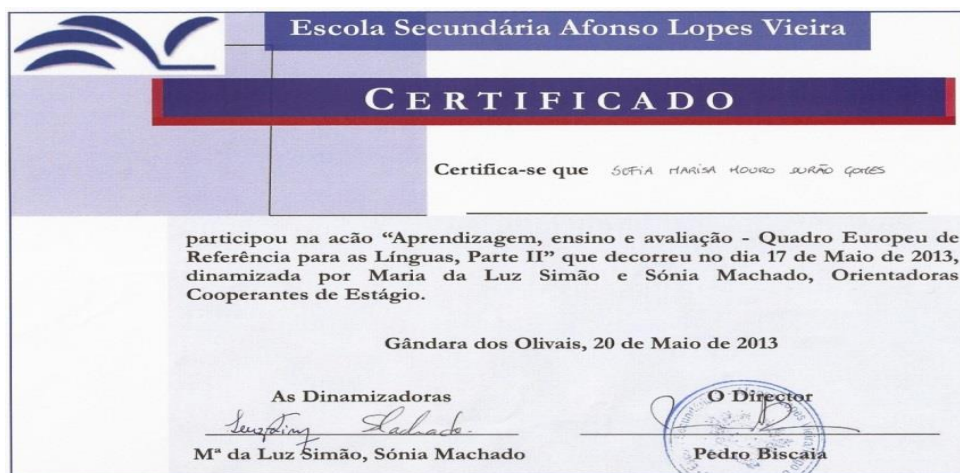 Escola Secundária Afonso Lopes Vieira
CERTIFICADO
Certifica-se que SOFIA MARISA MOURO DURÃO GOMES
participou na acão “Aprendizagem, ensino e avaliação - Quadro Europeu de
Referência para as Línguas, Parte II” que decorreu no dia 17 de Maio de 2013,
dinamizada por Maria da Luz Simão e Sónia Machado, Orientadoras
Cooperantes de Estágio.
Gândara dos Olivais, 20 de Maio de 2013
As Dinamizadoras
O Director
Machado
Mª da Luz Simão, Sónia Machado
Pedro Biscaia